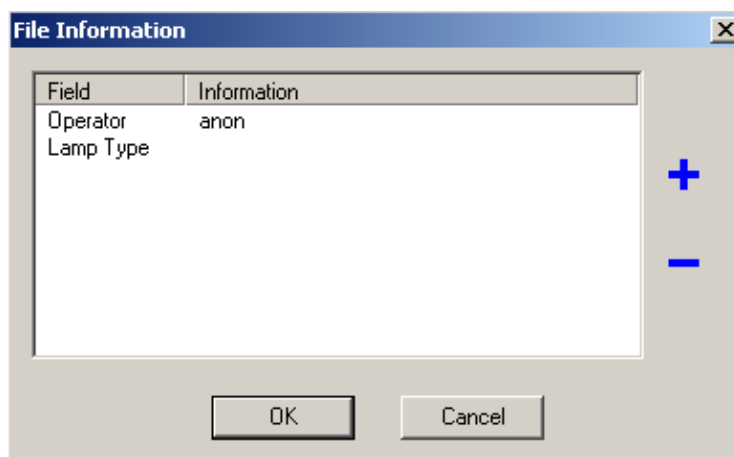 File Information
Field Information
Operator anon
Lamp Type
+
−
OK Cancel